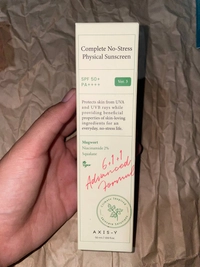 Complete No-Stress
Physical Sunscreen
SPF 50+
PA++++
Protects skin from UVA
and UVB rays while
providing beneficial
properties of skin-loving
ingredients for an
everyday, no-stress life.
Mugwort
Niacinamide 2%
6+1+1
Advanced
Formula
AXIS-Y